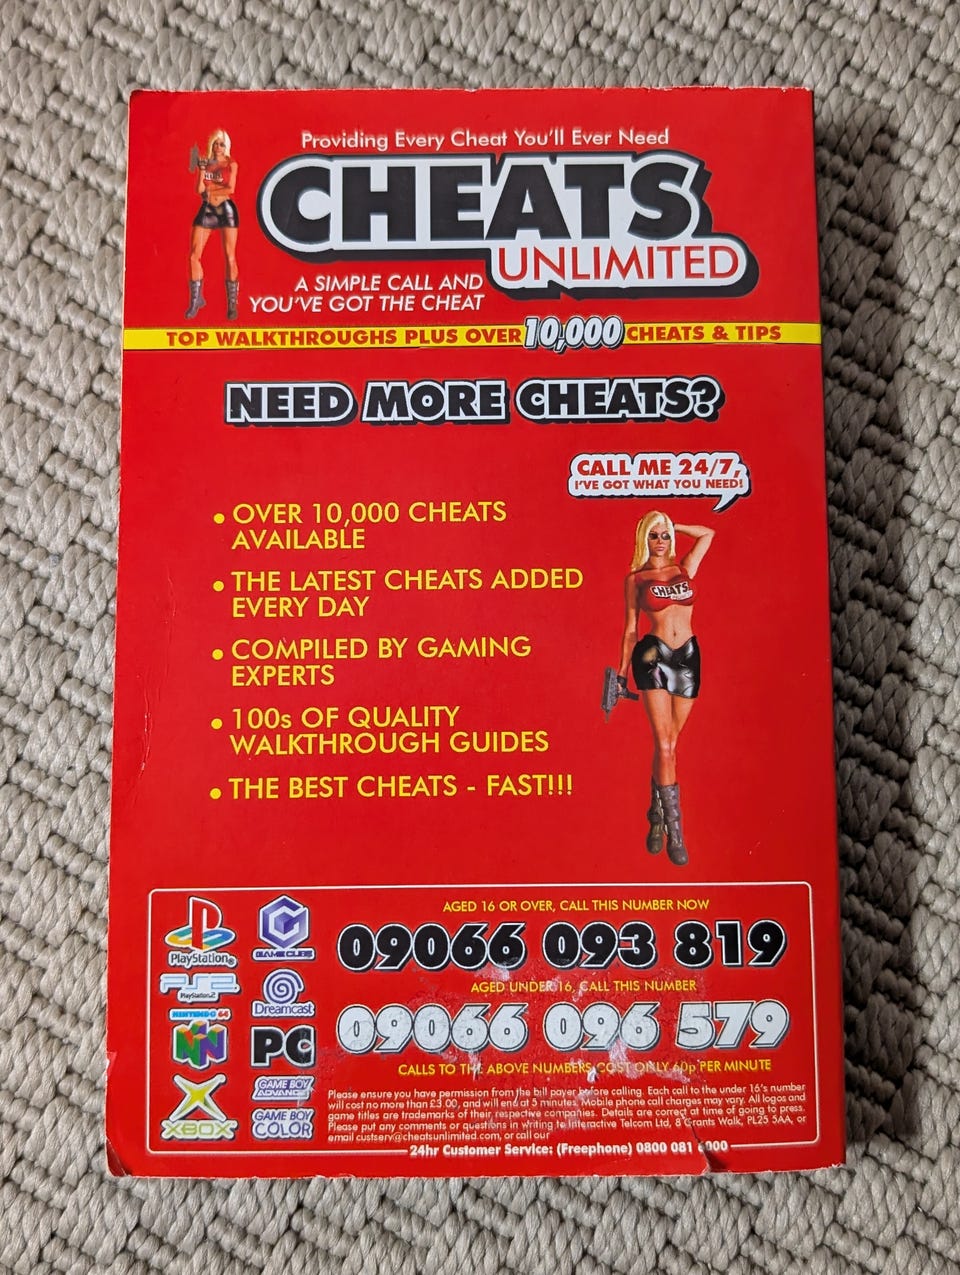 Providing Every Cheat You'll Ever Need
CHEATS
UNLIMITED
A SIMPLE CALL AND
YOU'VE GOT THE CHEAT
TOP WALKTHROUGHS PLUS OVER 10,000 CHEATS & TIPS
NEED MORE CHEATS?
CALL ME 24/7,
I'VE GOT WHAT YOU NEED!
• OVER 10,000 CHEATS
AVAILABLE
• THE LATEST CHEATS ADDED
EVERY DAY
• COMPILED BY GAMING
EXPERTS
• 100s OF QUALITY
WALKTHROUGH GUIDES
• THE BEST CHEATS - FAST!!!
CHEATS
PlayStation®
GAMECUBE
PS2
PlayStation.2
Dreamcast
NINTENDO 64
PC
XBOX
GAME BOY
ADVANCE
GAME BOY
COLOR
AGED 16 OR OVER, CALL THIS NUMBER NOW
09066 093 819
AGED UNDER 16, CALL THIS NUMBER
09066 096 579
CALLS TO THE ABOVE NUMBERS COST ONLY 60p PER MINUTE
Please ensure you have permission from the bill payer before calling. Each call to the under 16's number
will cost no more than £3.00, and will end at 5 minutes. Mobile phone call charges may vary. All logos and
game titles are trademarks of their respective companies. Details are correct at time of going to press.
Please put any comments or questions in writing to Interactive Telcom Ltd, 8 Grants Walk, PL25 5AA, or
email custserv@cheatsunlimited.com, or call our
24hr Customer Service: (Freephone) 0800 081 6000